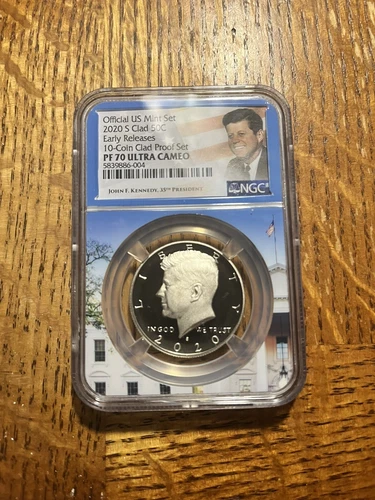 Official US Mint Set
2020 S Clad 50C
Early Releases
10-Coin Clad Proof Set
PF 70 ULTRA CAMEO
5839886-004
NGC
JOHN F. KENNEDY, 35TH PRESIDENT
LIBERTY
IN GOD WE TRUST
S
2020